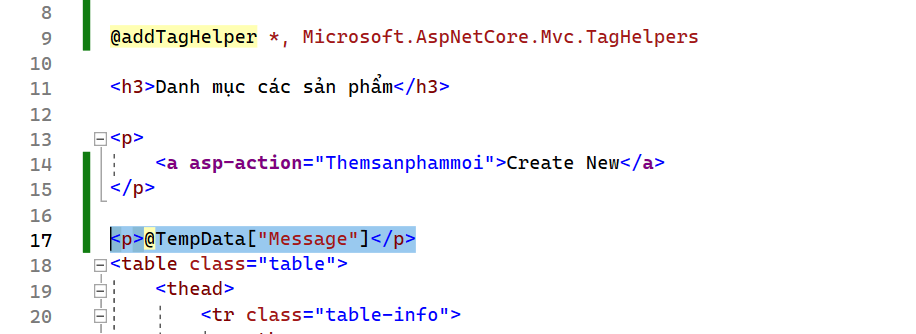 8
9 @addTagHelper *, Microsoft.AspNetCore.Mvc.TagHelpers
10
11 <h3>Danh mục các sản phẩm</h3>
12
13 <p>
14 <a asp-action="Themsanphammoi">Create New</a>
15 </p>
16
17 <p>@TempData["Message"]</p>
18 <table class="table">
19 <thead>
20 <tr class="table-info">